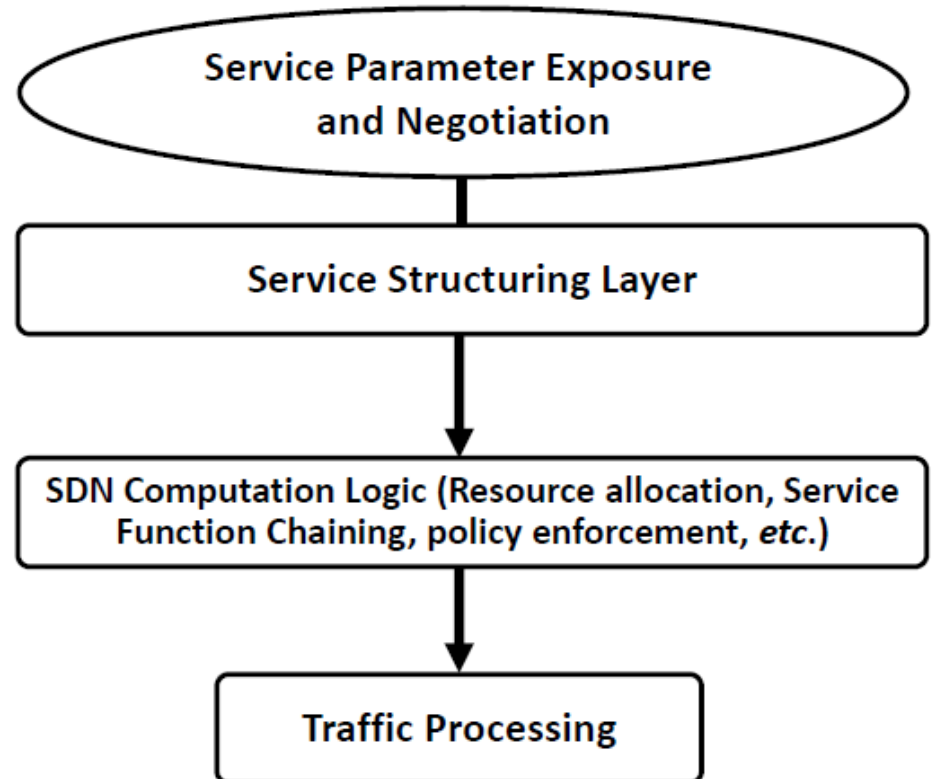 Service Parameter Exposure
and Negotiation
Service Structuring Layer
SDN Computation Logic (Resource allocation, Service
Function Chaining, policy enforcement, etc.)
Traffic Processing